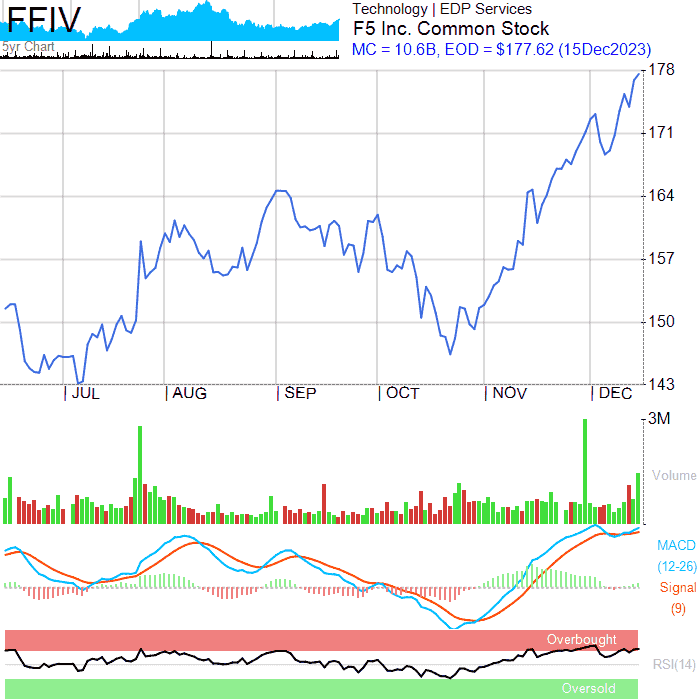 FFIV
5yr Chart
Technology | EDP Services
F5 Inc. Common Stock
MC = 10.6B, EOD = $177.62 (15Dec2023)
178
171
164
157
150
143
JUL AUG SEP OCT NOV DEC
3M
Volume
MACD
(12-26)
Signal
(9)
Overbought
RSI(14)
Oversold